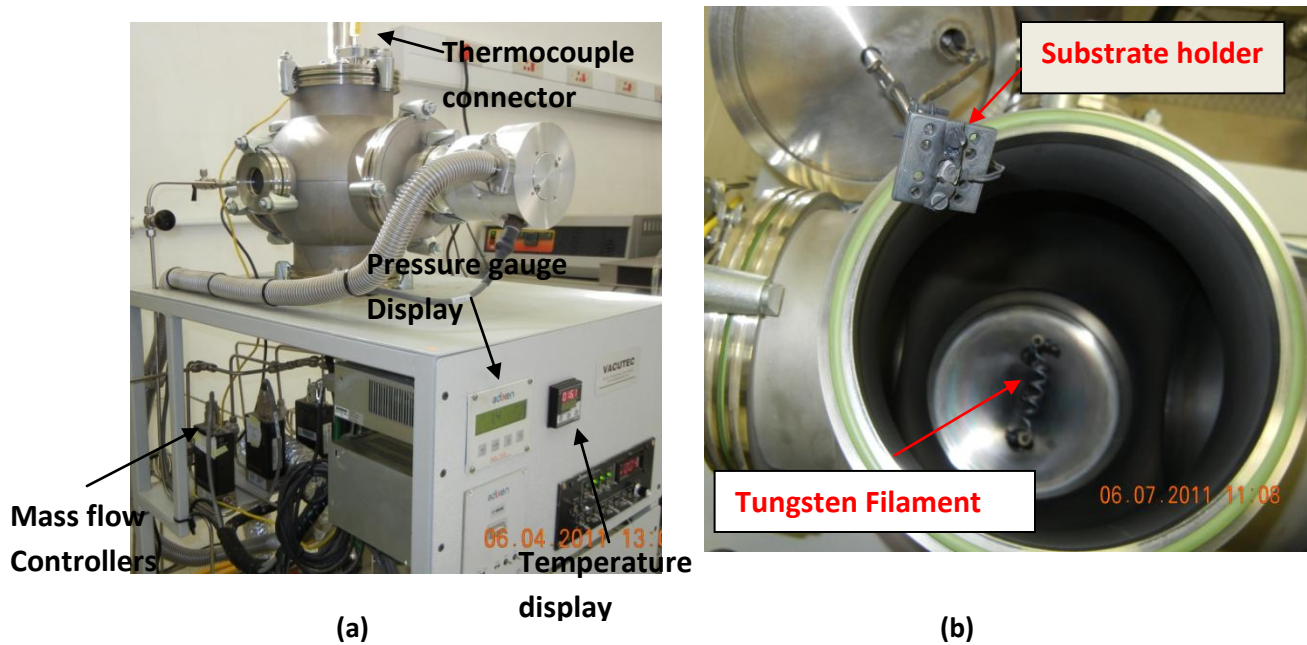 Thermocouple
connector
Pressure gauge
Display
VACUTEC
adixen
adixen
Mass flow
Controllers
06.04.2011 13:
Temperature
display
(a)
Substrate holder
Tungsten Filament
06.07.2011 11:08
(b)